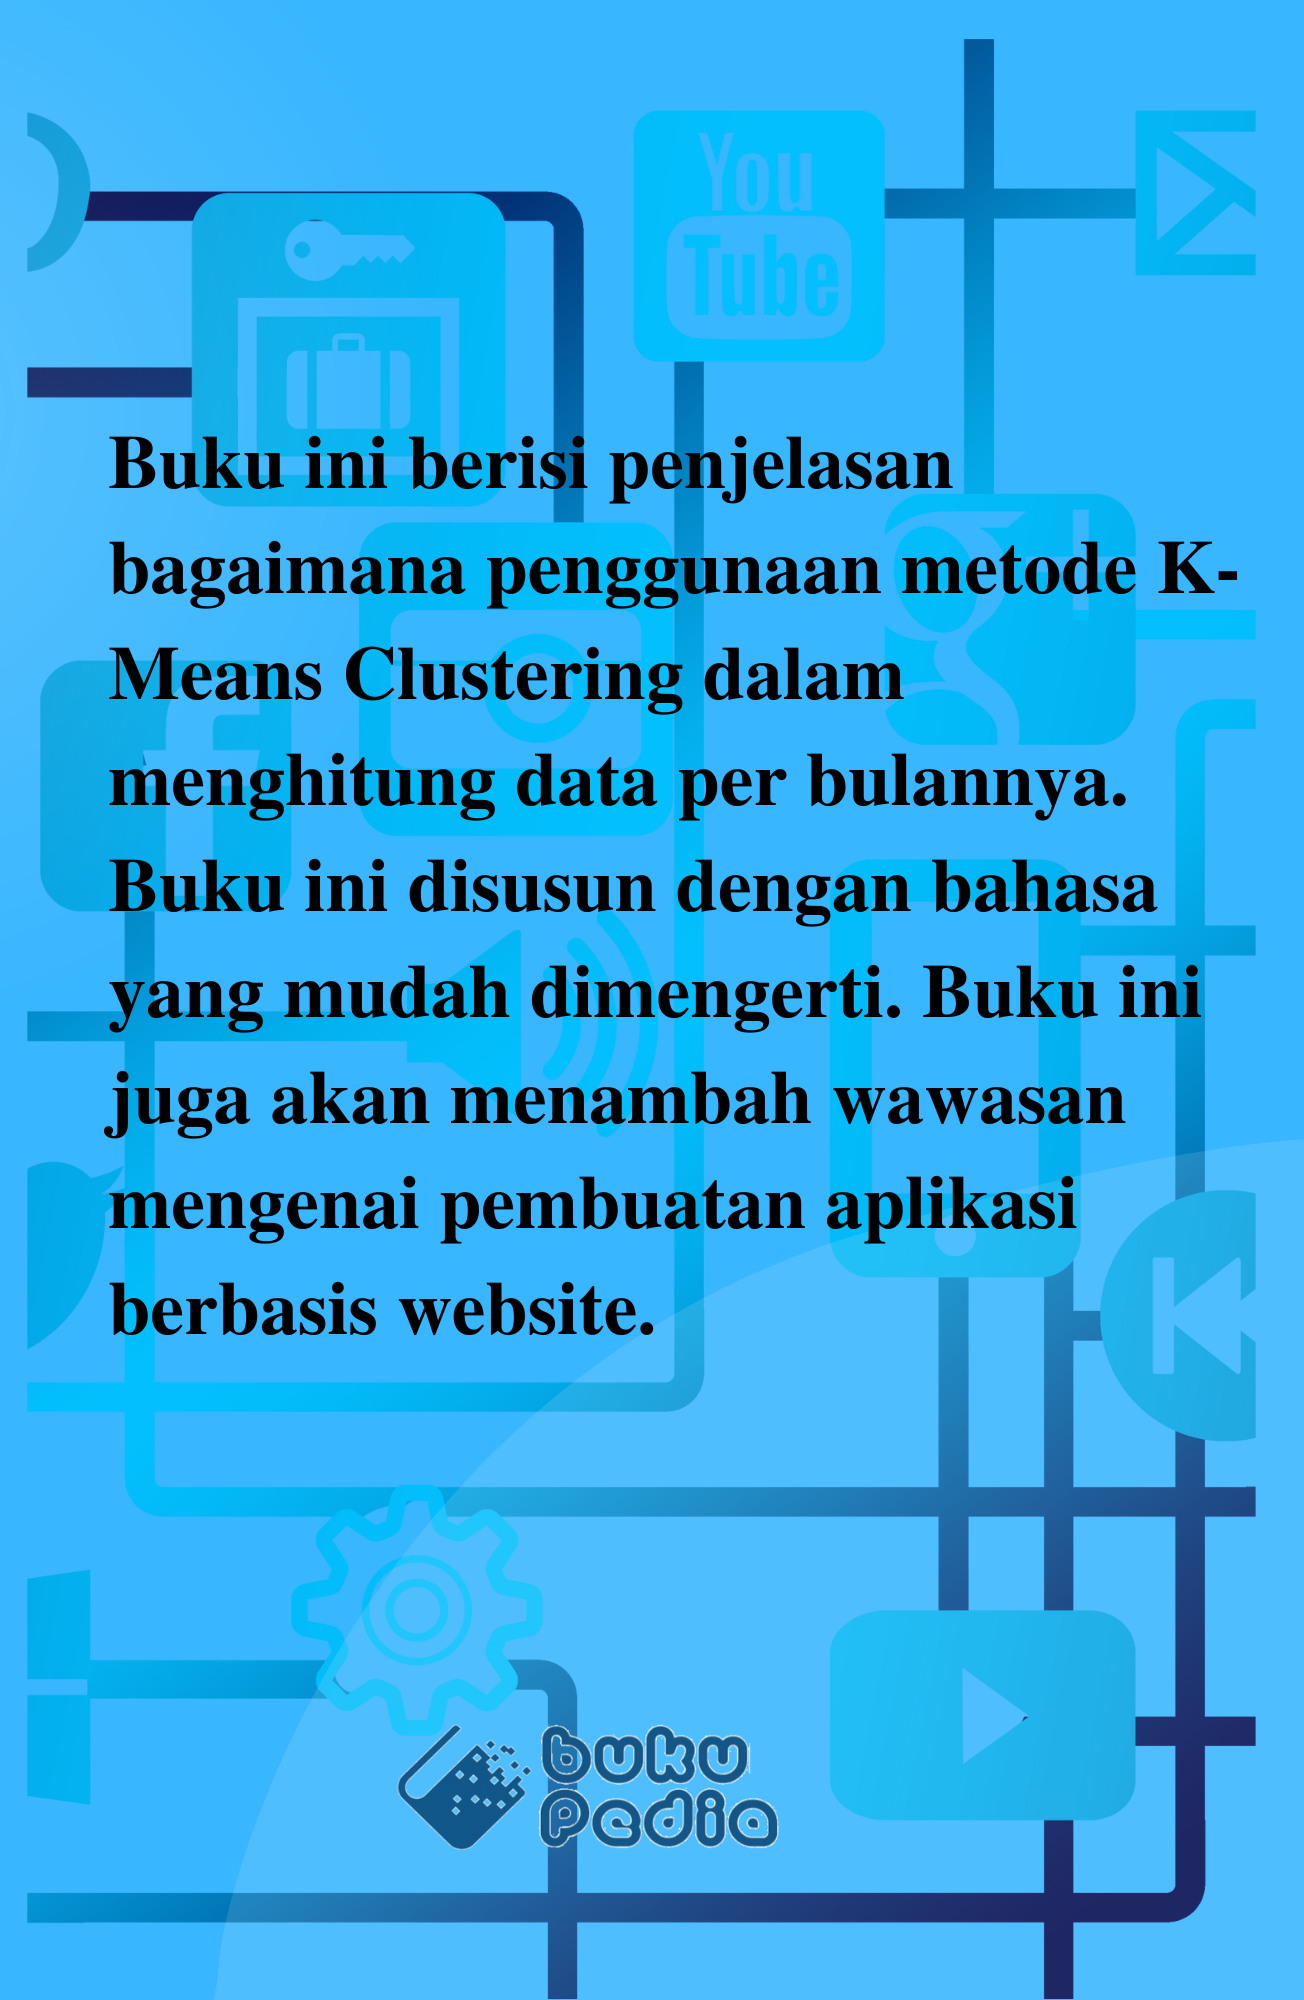 You
Tube
Buku ini berisi penjelasan
bagaimana penggunaan metode K-
Means Clustering dalam
menghitung data per bulannya.
Buku ini disusun dengan bahasa
yang mudah dimengerti. Buku ini
juga akan menambah wawasan
mengenai pembuatan aplikasi
berbasis website.
buku
Pedia